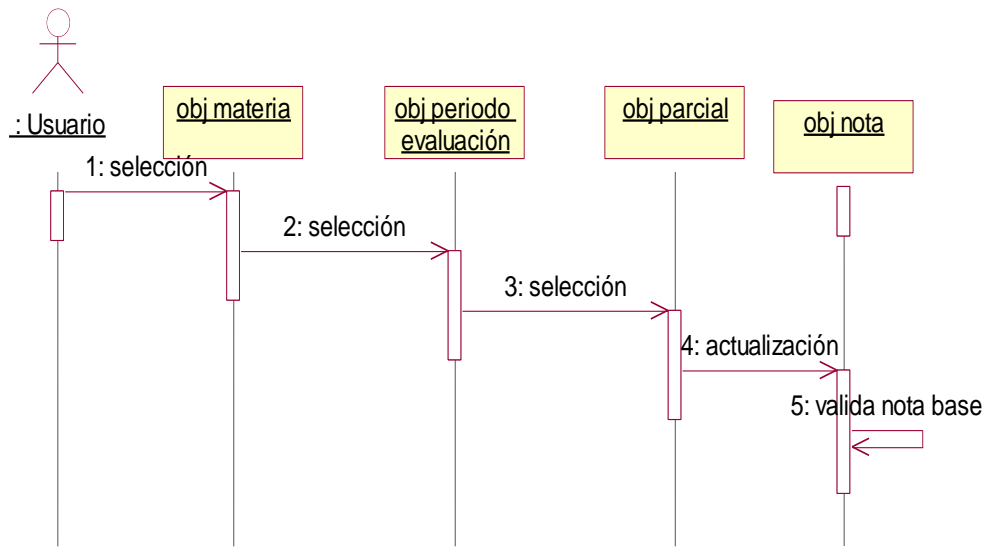 : Usuario
obj materia
obj periodo
evaluación
obj parcial
obj nota
1: selección
2: selección
3: selección
4: actualización
5: valida nota base